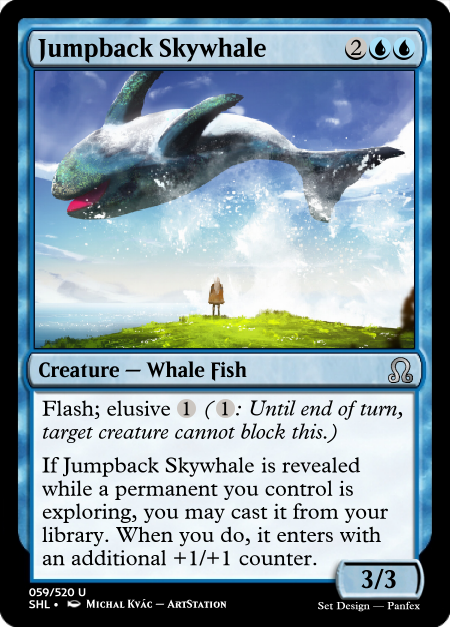 Jumpback Skywhale 2
Creature — Whale Fish
Flash; elusive 1 (1: Until end of turn,
target creature cannot block this.)
If Jumpback Skywhale is revealed
while a permanent you control is
exploring, you may cast it from your
library. When you do, it enters with
an additional +1/+1 counter.
3/3
059/520 U
SHL • Michal Kváč — ArtStation
Set Design — Panfex